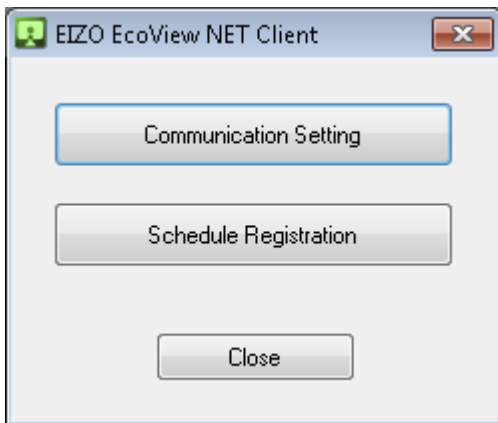 EIZO EcoView NET Client
Communication Setting
Schedule Registration
Close